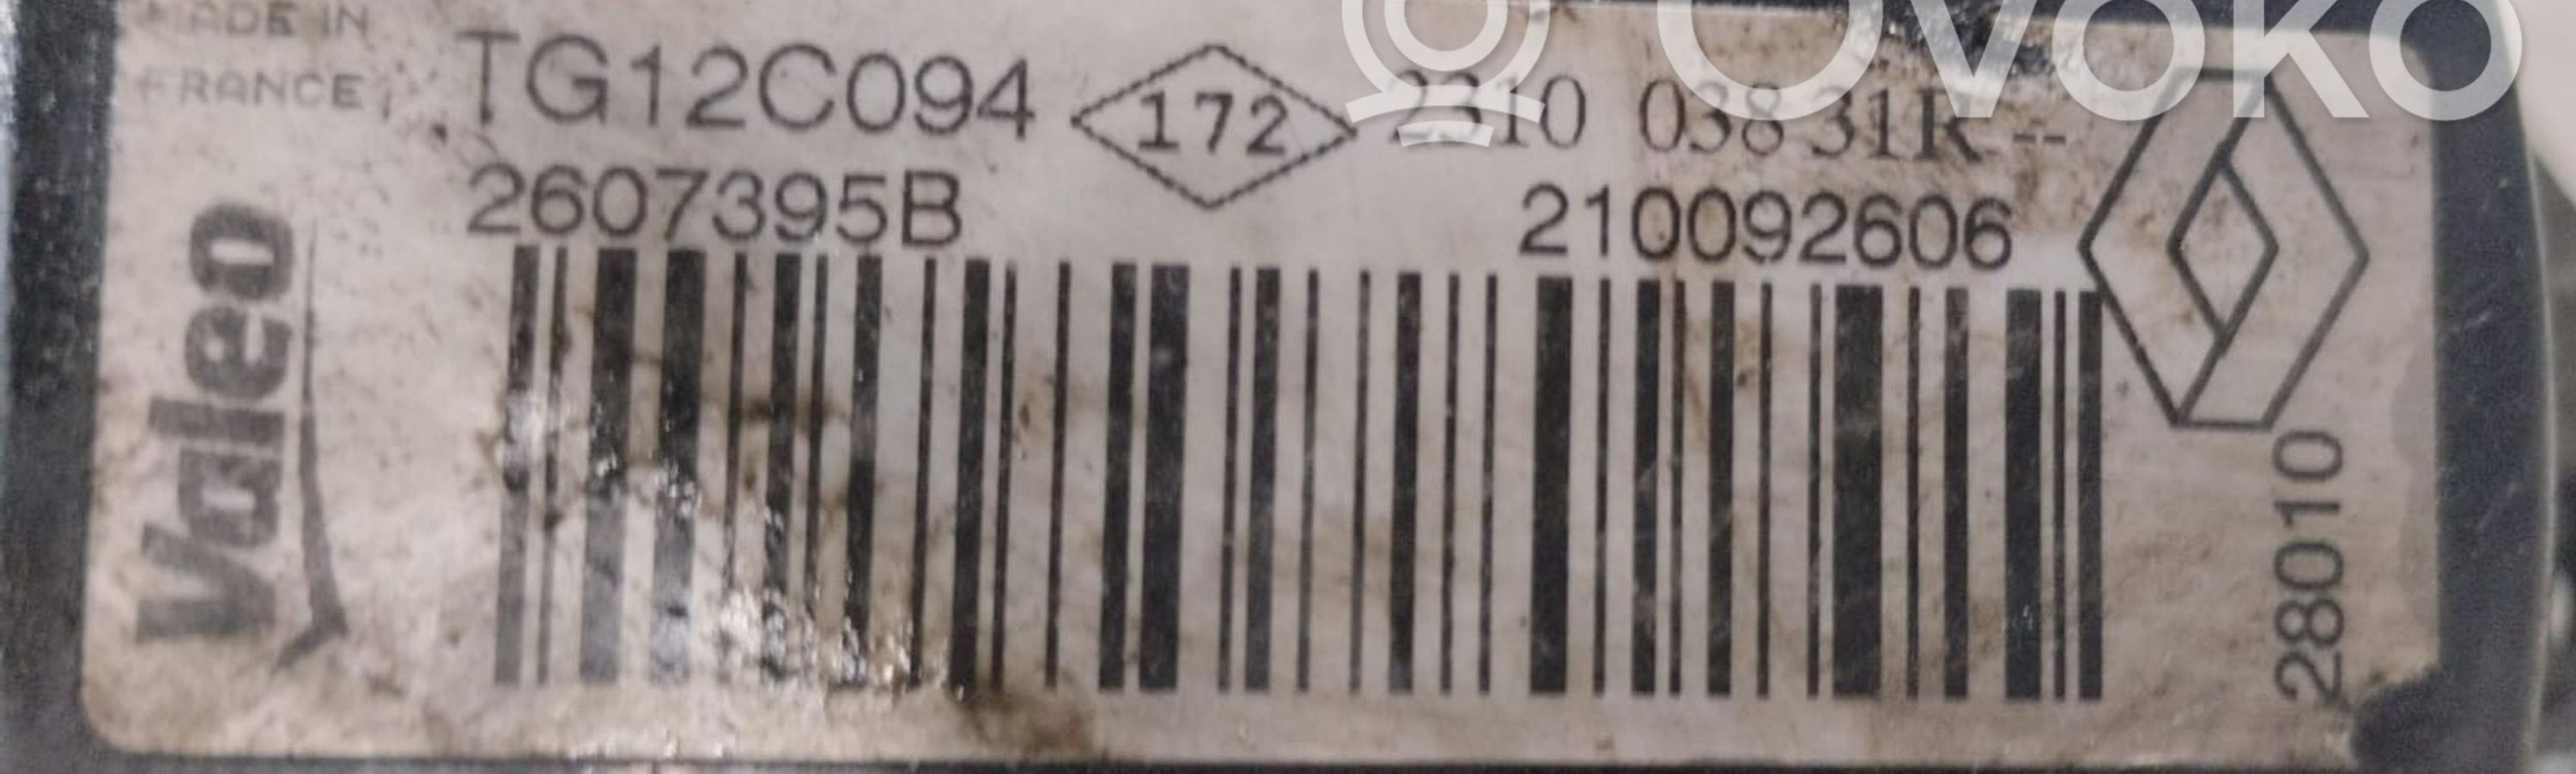 MADE IN
FRANCE
TG12C094
172
2310 038 31R --
2607395B
210092606
Valeo
28010
Ovoko